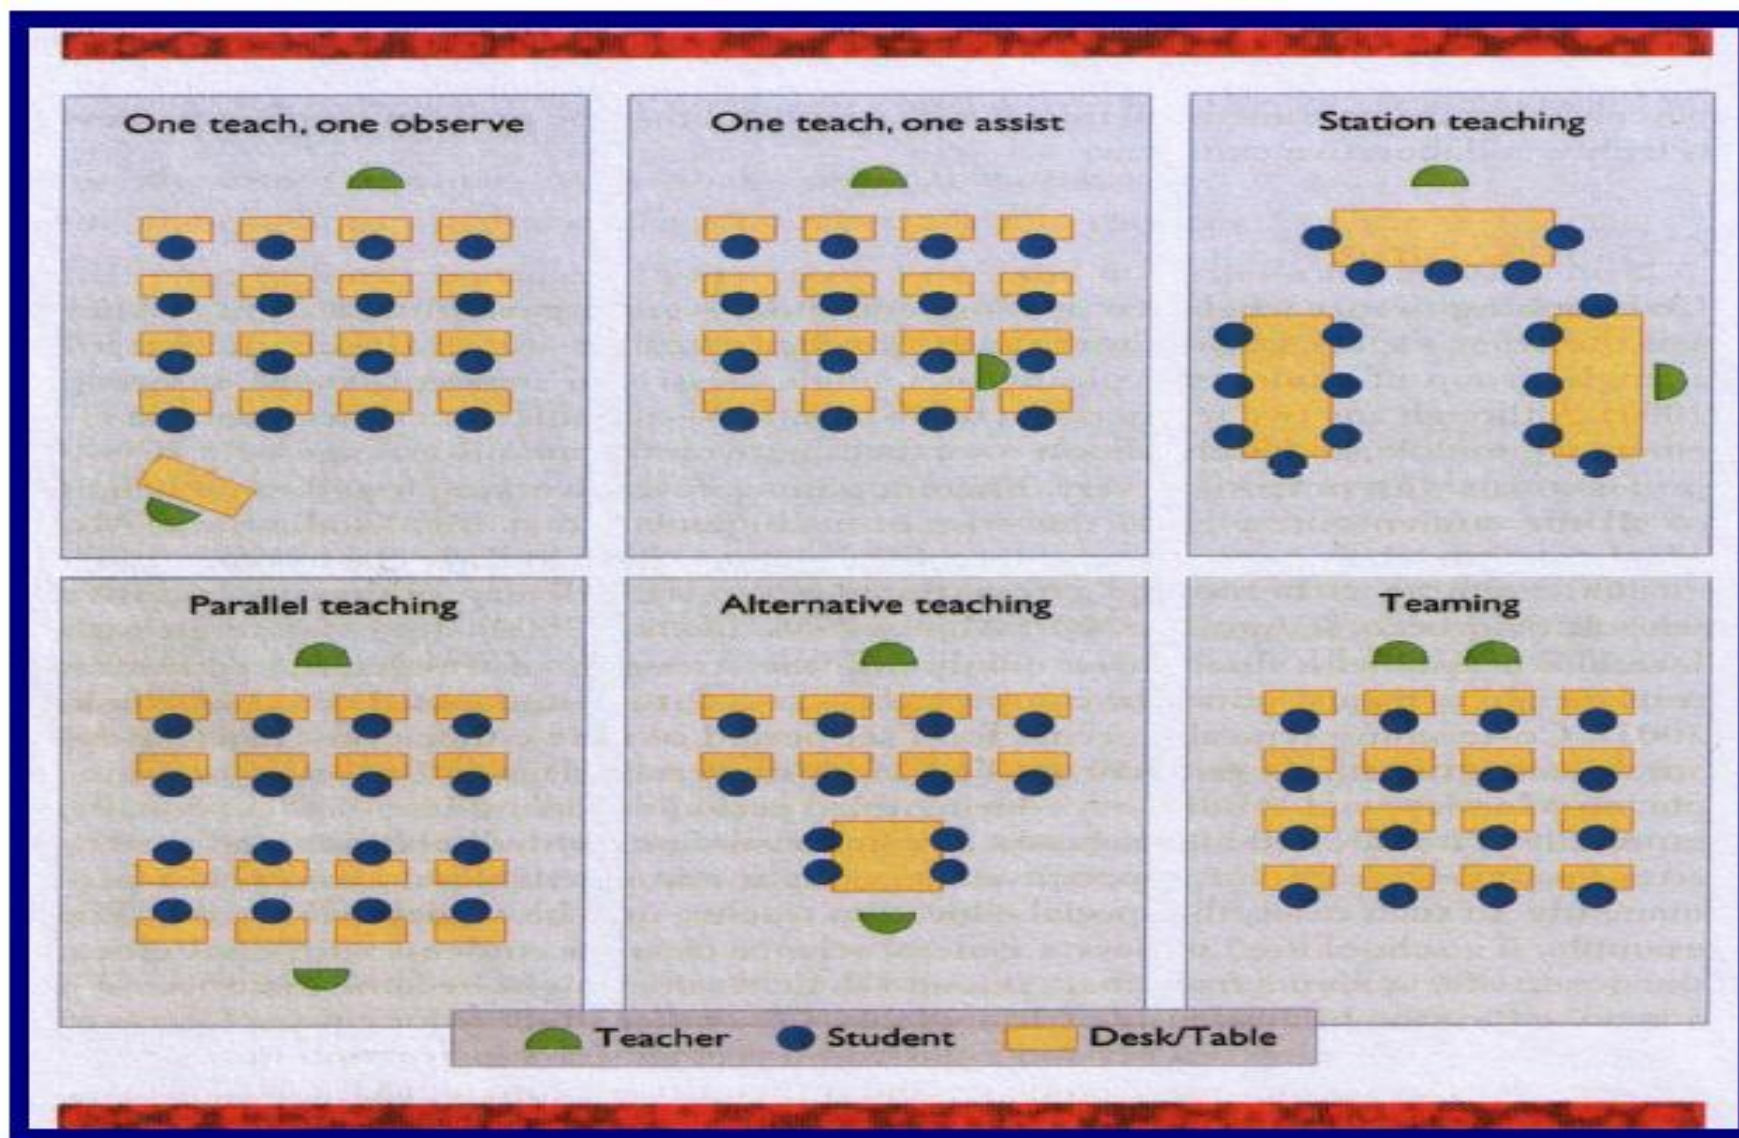 One teach, one observe
One teach, one assist
Station teaching
Parallel teaching
Alternative teaching
Teaming
Teacher
Student
Desk/Table